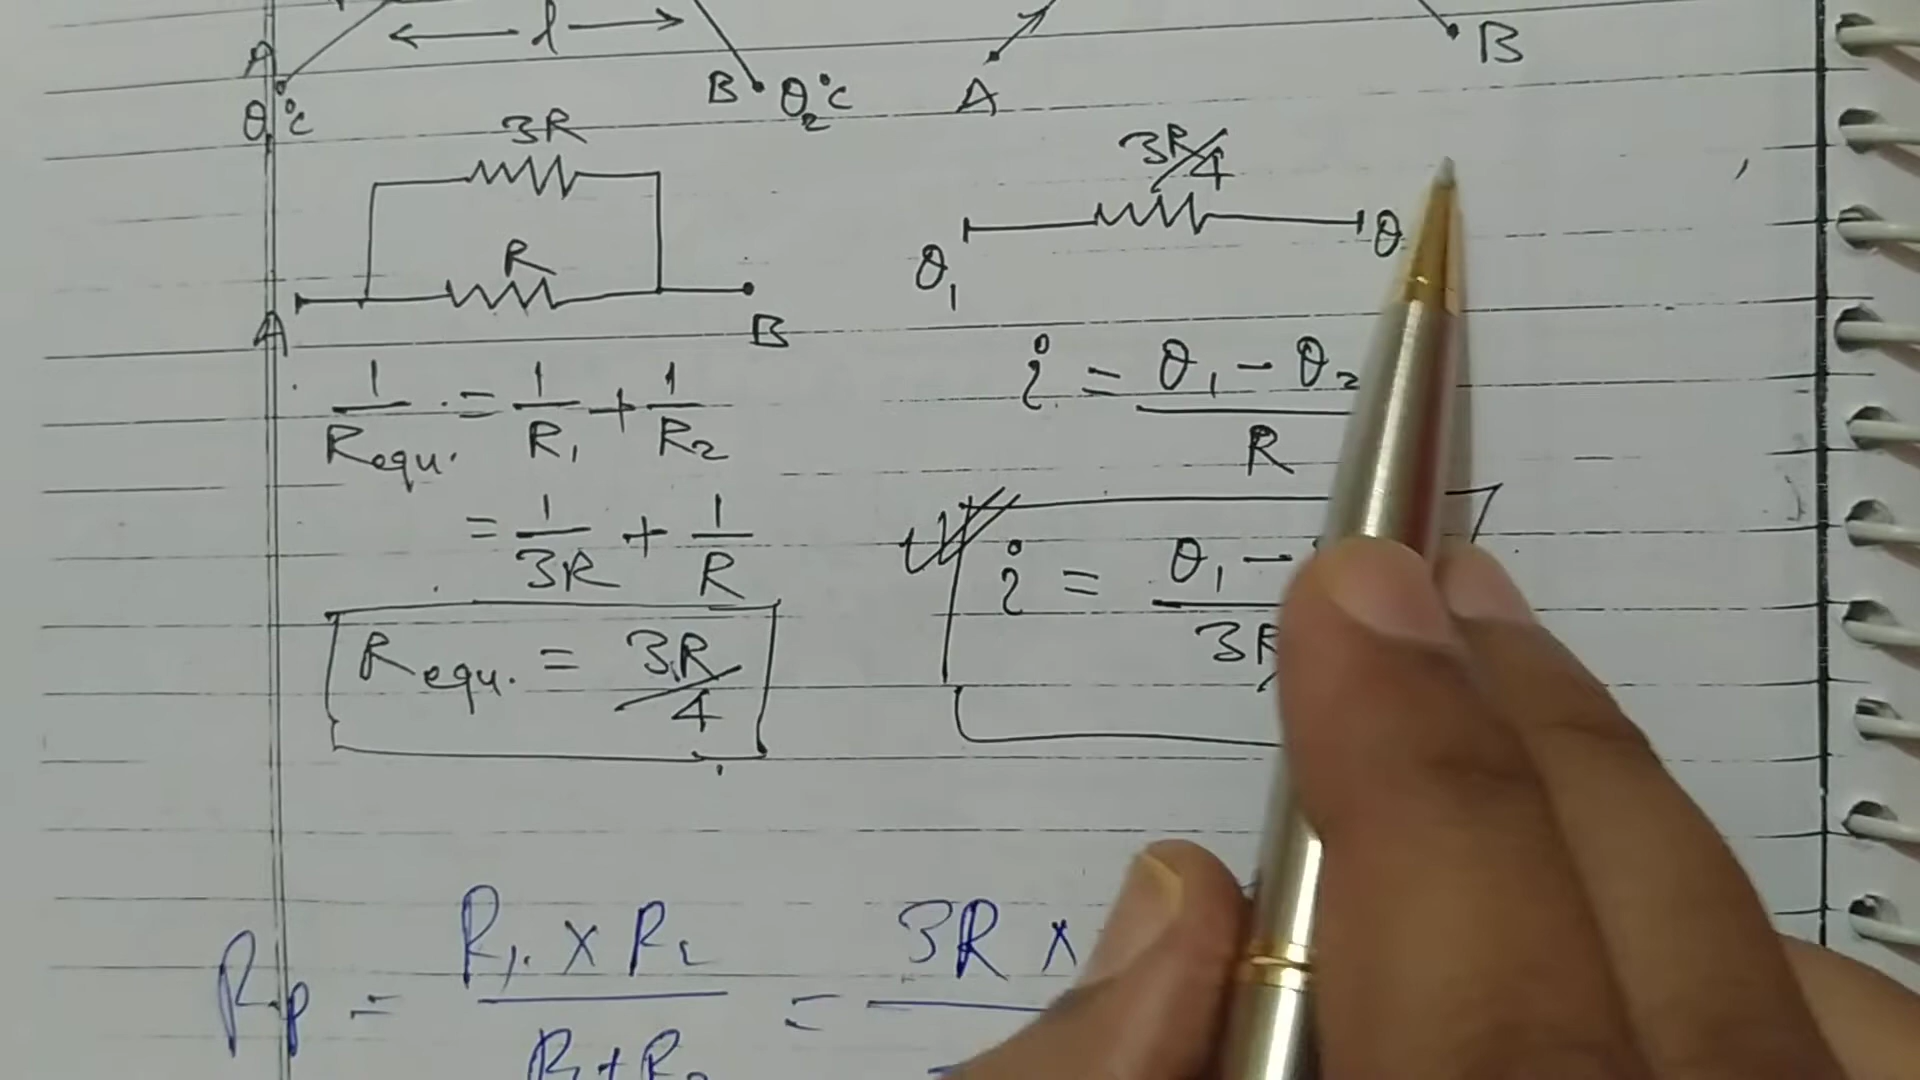 A ← l → B θ₂°C A B
θ₁°C
3R
R
A B
3R/4
θ₁ θ
1/Requ. = 1/R₁ + 1/R₂
= 1/3R + 1/R
Requ. = 3R/4
i = θ₁ - θ₂ / R
i = θ₁ - / 3R
Rp = R₁ × R₂ / R₁ + R₂ = 3R ×